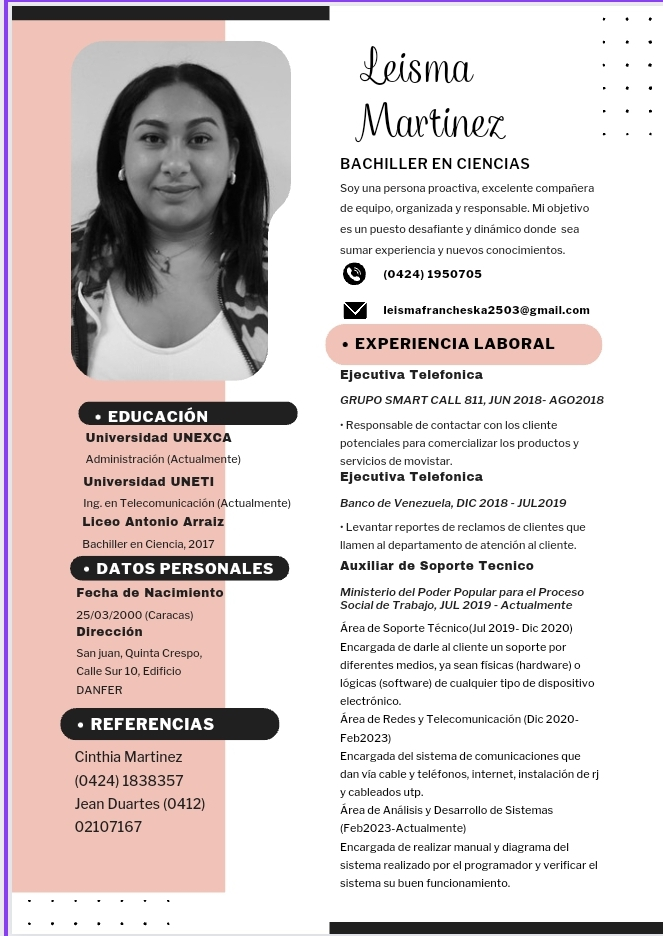 Leisma
Martinez
BACHILLER EN CIENCIAS
Soy una persona proactiva, excelente compañera
de equipo, organizada y responsable. Mi objetivo
es un puesto desafiante y dinámico donde sea
sumar experiencia y nuevos conocimientos.
(0424) 1950705
leismafrancheska2503@gmail.com
• EXPERIENCIA LABORAL
Ejecutiva Telefonica
GRUPO SMART CALL 811, JUN 2018- AGO2018
• Responsable de contactar con los cliente
potenciales para comercializar los productos y
servicios de movistar.
Ejecutiva Telefonica
Banco de Venezuela, DIC 2018 - JUL2019
• Levantar reportes de reclamos de clientes que
llamen al departamento de atención al cliente.
Auxiliar de Soporte Tecnico
Ministerio del Poder Popular para el Proceso
Social de Trabajo, JUL 2019 - Actualmente
Área de Soporte Técnico(Jul 2019- Dic 2020)
Encargada de darle al cliente un soporte por
diferentes medios, ya sean físicas (hardware) o
lógicas (software) de cualquier tipo de dispositivo
electrónico.
Área de Redes y Telecomunicación (Dic 2020-
Feb2023)
Encargada del sistema de comunicaciones que
dan vía cable y teléfonos, internet, instalación de rj
y cableados utp.
Área de Análisis y Desarrollo de Sistemas
(Feb2023-Actualmente)
Encargada de realizar manual y diagrama del
sistema realizado por el programador y verificar el
sistema su buen funcionamiento.
• EDUCACIÓN
Universidad UNEXCA
Administración (Actualmente)
Universidad UNETI
Ing. en Telecomunicación (Actualmente)
Liceo Antonio Arraiz
Bachiller en Ciencia, 2017
• DATOS PERSONALES
Fecha de Nacimiento
25/03/2000 (Caracas)
Dirección
San juan, Quinta Crespo,
Calle Sur 10, Edificio
DANFER
• REFERENCIAS
Cinthia Martinez
(0424) 1838357
Jean Duartes (0412)
02107167